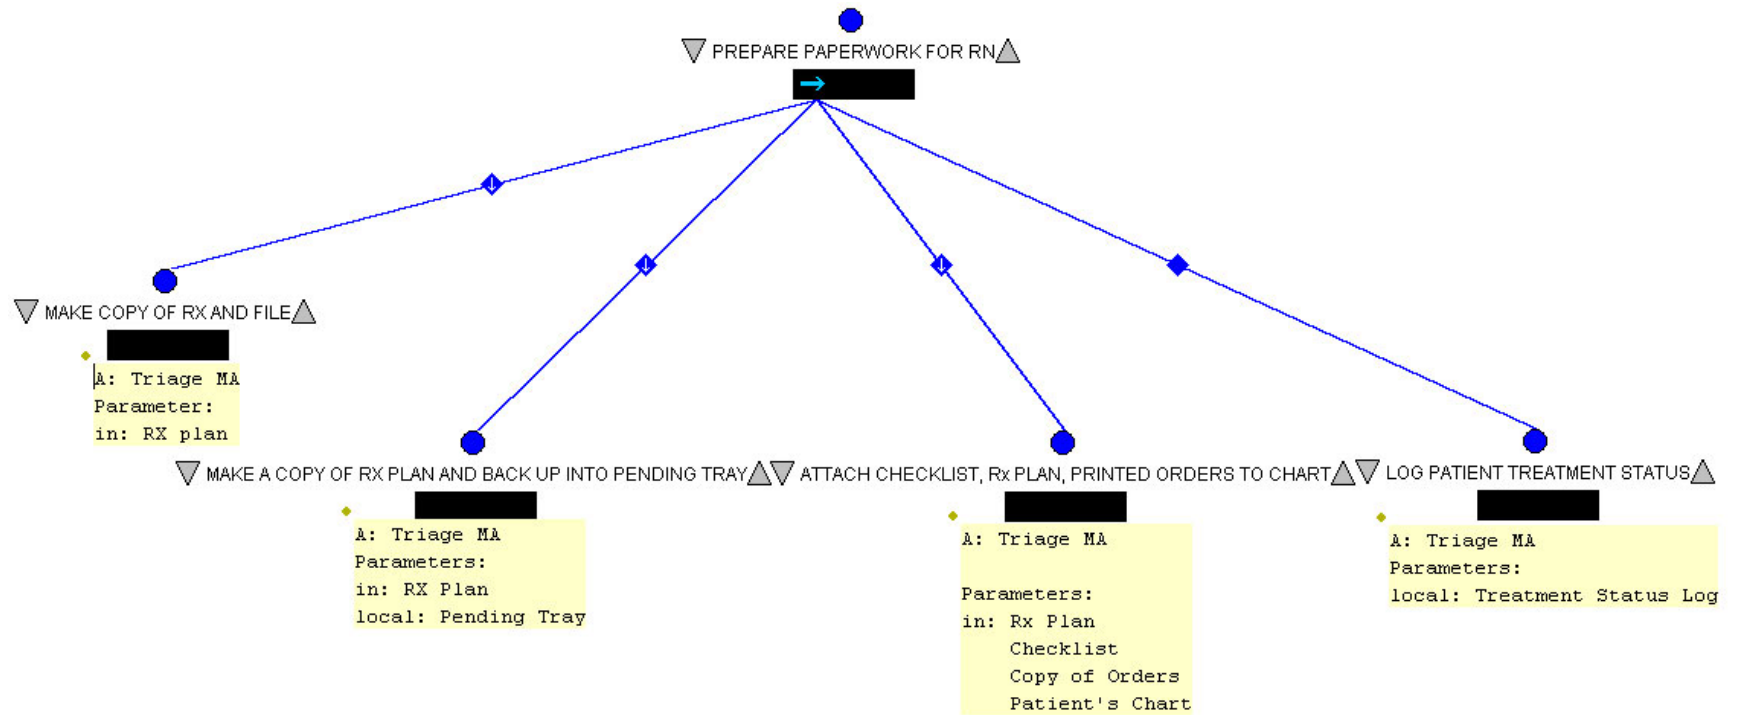 PREPARE PAPERWORK FOR RN
MAKE COPY OF RX AND FILE
A: Triage MA
Parameter:
in: RX plan
MAKE A COPY OF RX PLAN AND BACK UP INTO PENDING TRAY
A: Triage MA
Parameters:
in: RX Plan
local: Pending Tray
ATTACH CHECKLIST, Rx PLAN, PRINTED ORDERS TO CHART
A: Triage MA
Parameters:
in: Rx Plan
Checklist
Copy of Orders
Patient's Chart
LOG PATIENT TREATMENT STATUS
A: Triage MA
Parameters:
local: Treatment Status Log